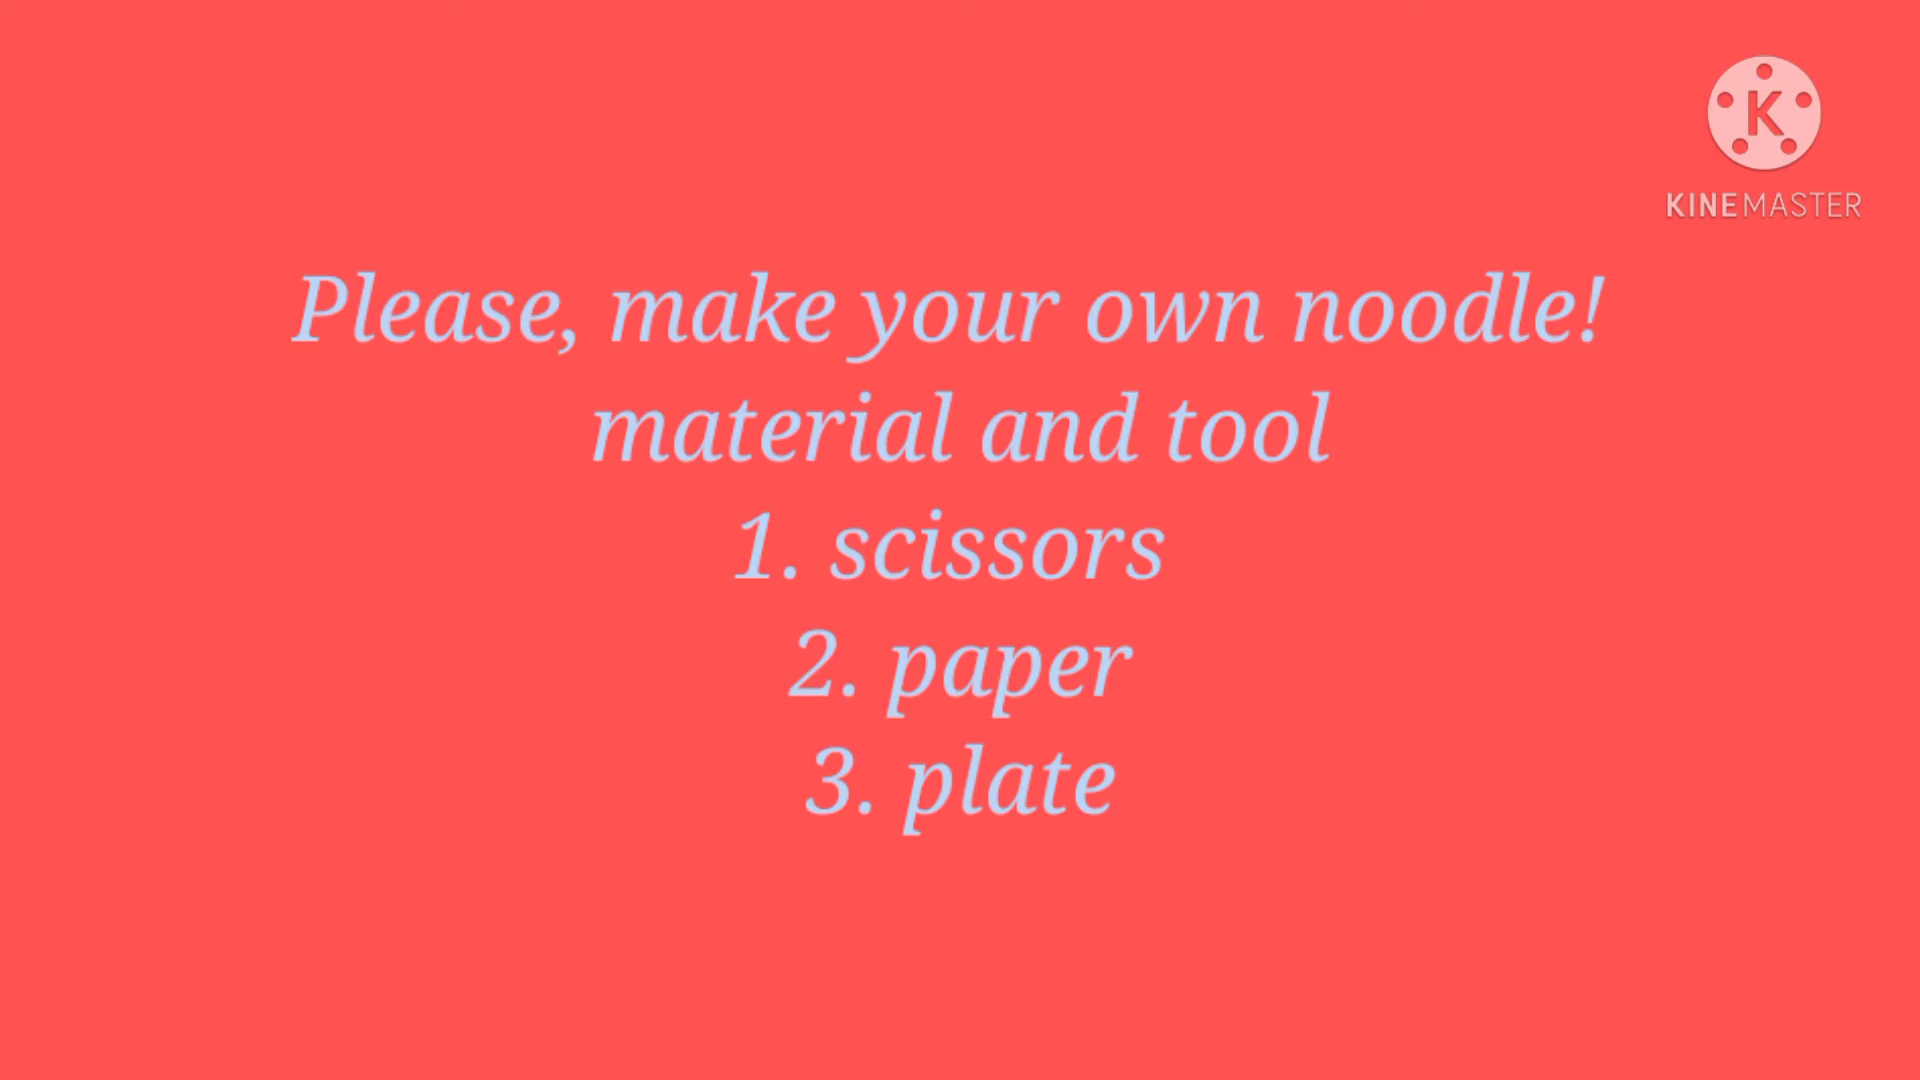 K
KINEMASTER
Please, make your own noodle!
material and tool
1. scissors
2. paper
3. plate